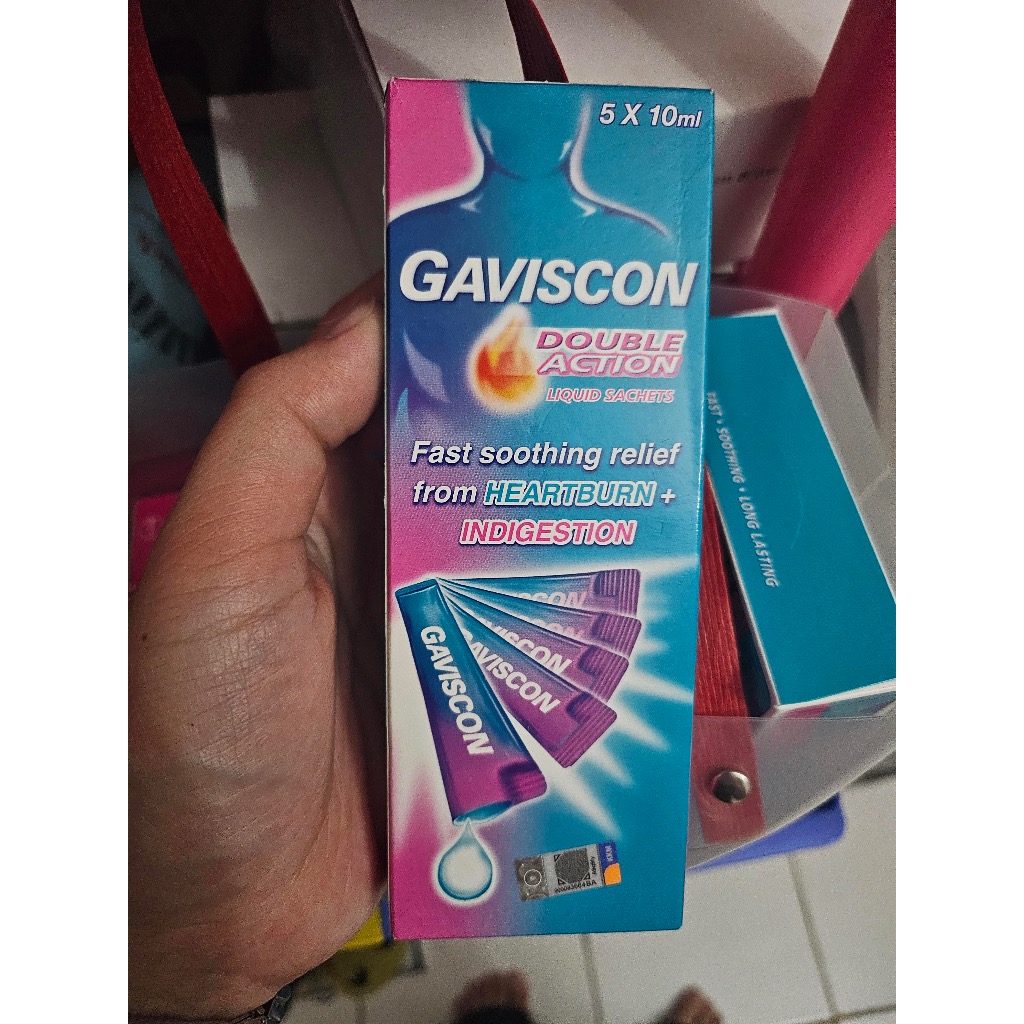 5 X 10ml
GAVISCON
DOUBLE
ACTION
LIQUID SACHETS
Fast soothing relief
from HEARTBURN +
INDIGESTION
GAVISCON
GAVISCON
VISCON
FAST • SOOTHING • LONG LASTING